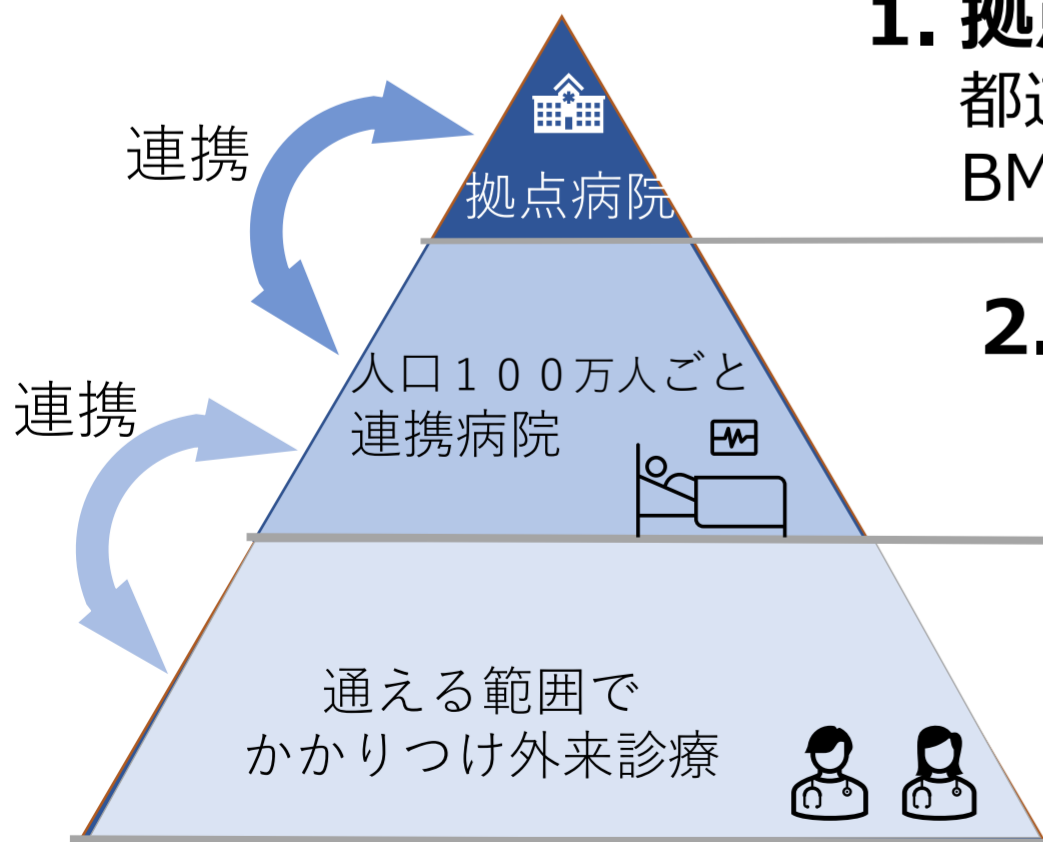 連携
拠点病院
人口１００万人ごと
連携病院
連携
通える範囲で
かかりつけ外来診療
1. 拠
都
BM
2.